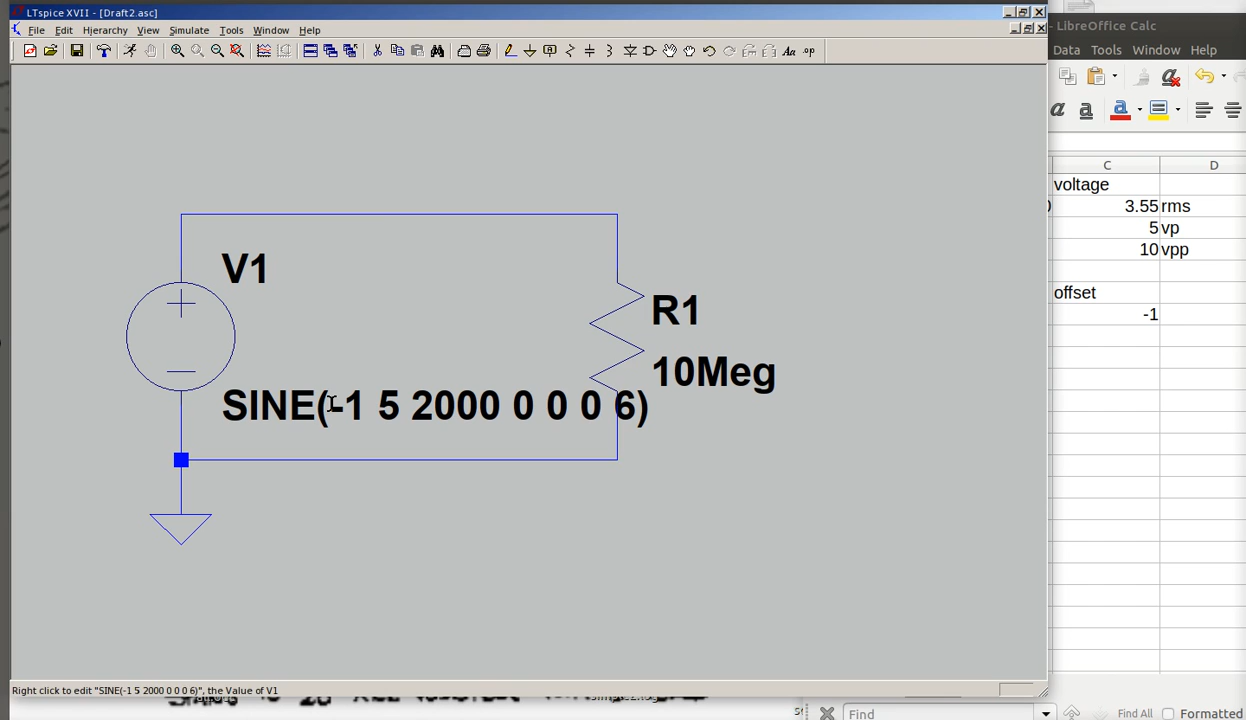 LTspice XVII - [Draft2.asc]
File Edit Hierarchy View Simulate Tools Window Help
Aa .op
V1
SINE(-1 5 2000 0 0 0 6)
R1
10Meg
Right click to edit "SINE(-1 5 2000 0 0 0 6)", the Value of V1
- LibreOffice Calc
Data Tools Window Help
a a a
C D
voltage
0 3.55 rms
5 vp
10 vpp
offset
-1
Find Find All Formatted